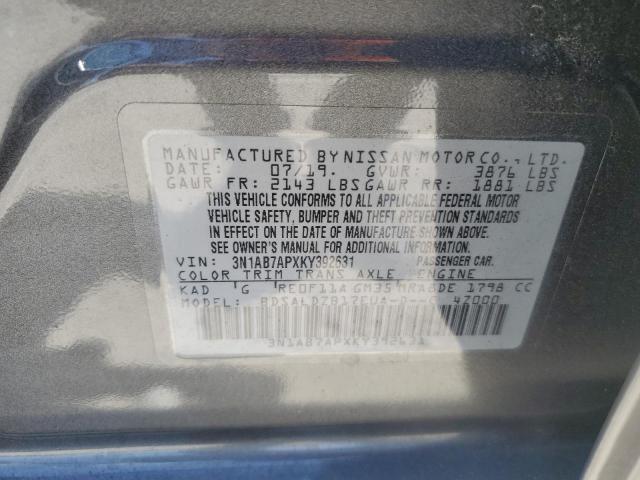 MANUFACTURED BY NISSAN MOTOR CO., LTD.
DATE: 07/19. GVWR: 3876 LBS
GAWR FR: 2143 LBS GAWR RR: 1881 LBS
THIS VEHICLE CONFORMS TO ALL APPLICABLE FEDERAL MOTOR
VEHICLE SAFETY, BUMPER AND THEFT PREVENTION STANDARDS
IN EFFECT ON THE DATE OF MANUFACTURE SHOWN ABOVE.
SEE OWNER'S MANUAL FOR ADDITIONAL INFORMATION.
VIN: 3N1AB7APXKY392631 PASSENGER CAR.
COLOR TRIM TRANS AXLE ENGINE
KAD G RE0F11A GM35 MRA8DE 1798 CC
MODEL: BDSALDZB17EUA-D--C 47000
3N1AB7APXKY392631